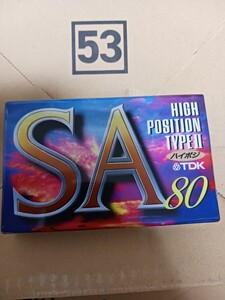 53
SA
HIGH
POSITION
TYPE II
ハイポジ
TDK
80